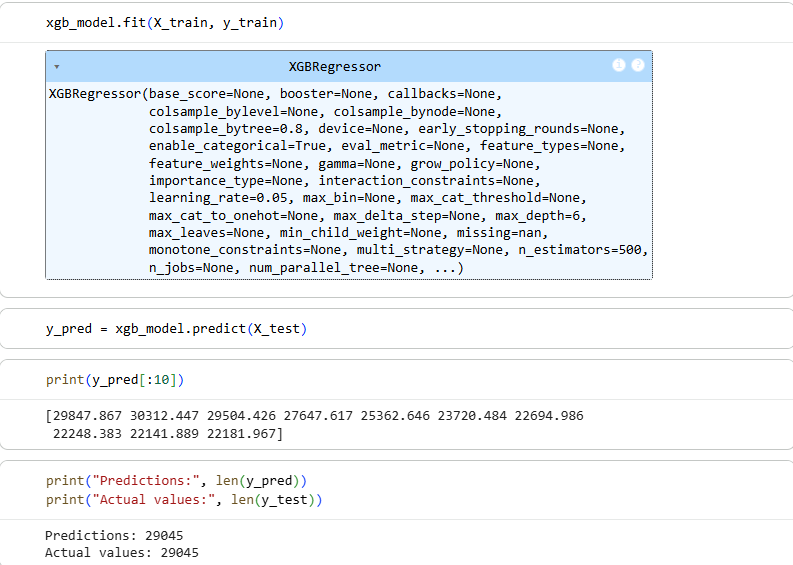 xgb_model.fit(X_train, y_train)
XGBRegressor
i ?
XGBRegressor(base_score=None, booster=None, callbacks=None,
colsample_bylevel=None, colsample_bynode=None,
colsample_bytree=0.8, device=None, early_stopping_rounds=None,
enable_categorical=True, eval_metric=None, feature_types=None,
feature_weights=None, gamma=None, grow_policy=None,
importance_type=None, interaction_constraints=None,
learning_rate=0.05, max_bin=None, max_cat_threshold=None,
max_cat_to_onehot=None, max_delta_step=None, max_depth=6,
max_leaves=None, min_child_weight=None, missing=nan,
monotone_constraints=None, multi_strategy=None, n_estimators=500,
n_jobs=None, num_parallel_tree=None, ...)
y_pred = xgb_model.predict(X_test)
print(y_pred[:10])
[29847.867 30312.447 29504.426 27647.617 25362.646 23720.484 22694.986
22248.383 22141.889 22181.967]
print("Predictions:", len(y_pred))
print("Actual values:", len(y_test))
Predictions: 29045
Actual values: 29045